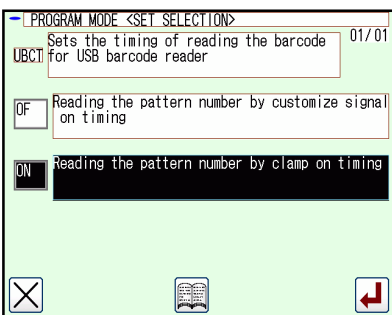 PROGRAM MODE <SET SELECTION>
01/01
UBCT
Sets the timing of reading the barcode
for USB barcode reader
OF
Reading the pattern number by customize signal
on timing
ON
Reading the pattern number by clamp on timing